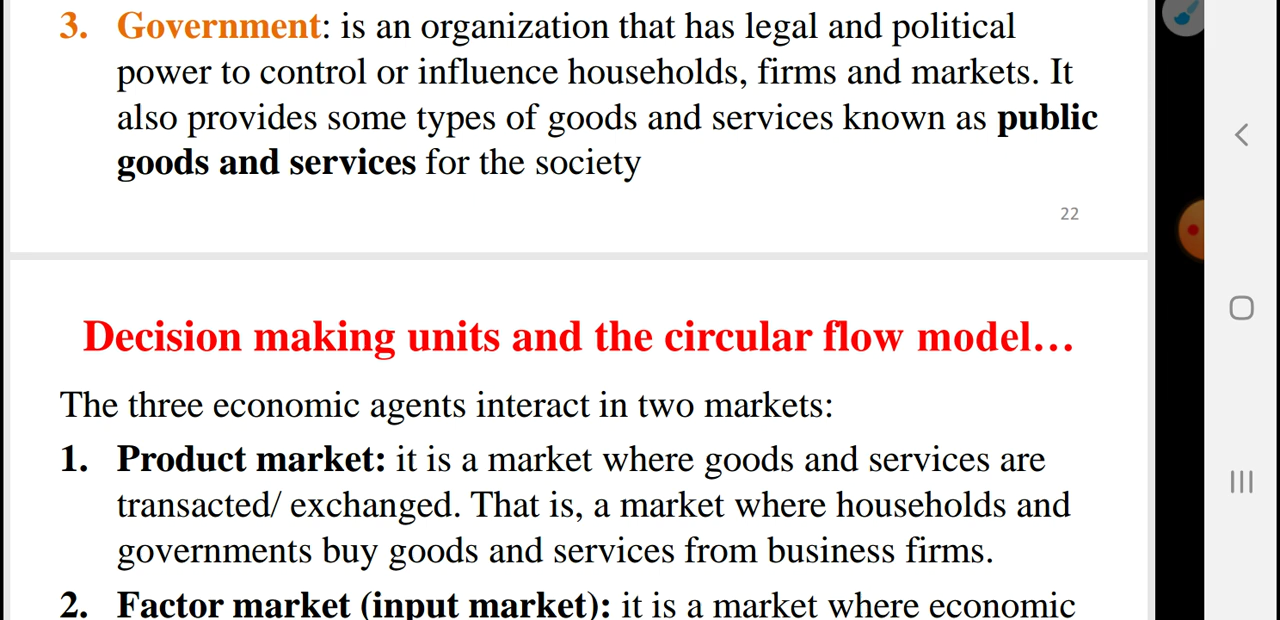 3. Government: is an organization that has legal and political
power to control or influence households, firms and markets. It
also provides some types of goods and services known as public
goods and services for the society
22
Decision making units and the circular flow model…
The three economic agents interact in two markets:
1. Product market: it is a market where goods and services are
transacted/ exchanged. That is, a market where households and
governments buy goods and services from business firms.
2. Factor market (input market): it is a market where economic